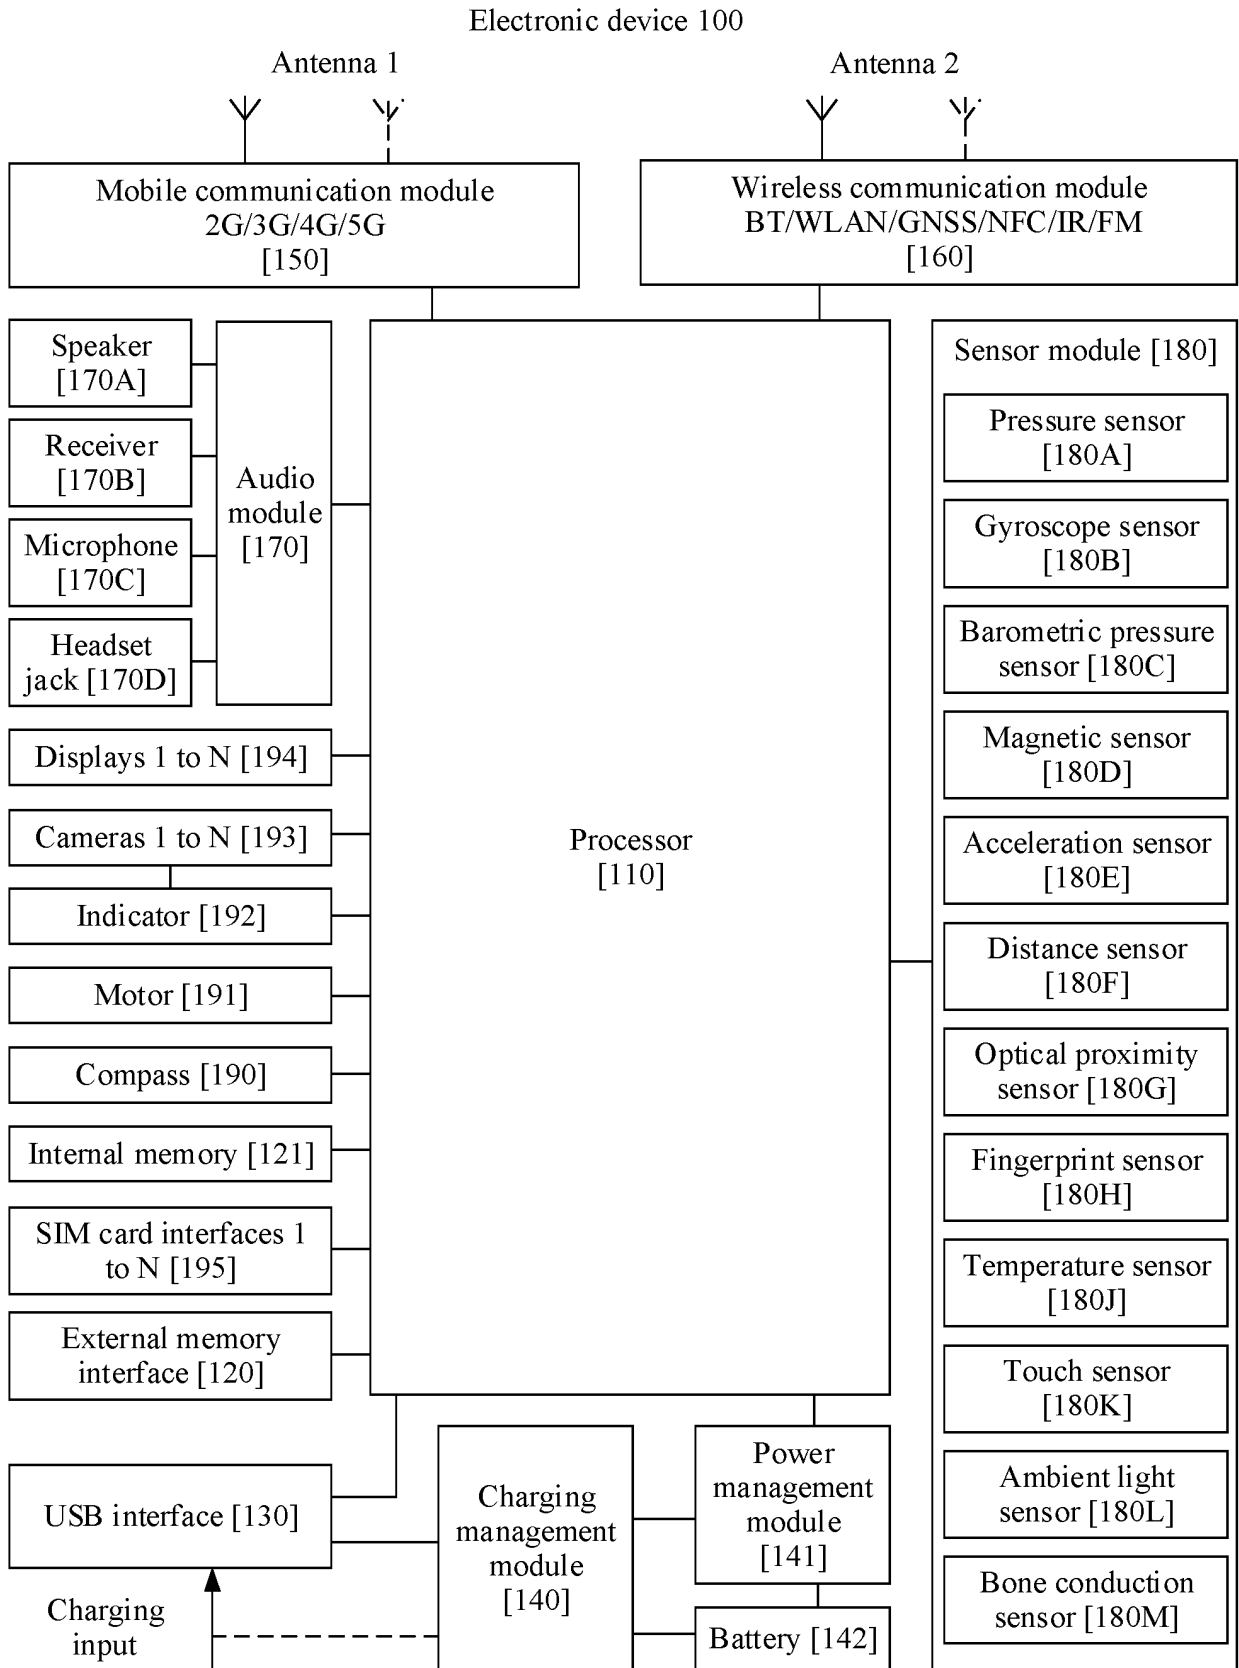 Electronic device 100
Antenna 1
Antenna 2
Mobile communication module
2G/3G/4G/5G
[150]
Wireless communication module
BT/WLAN/GNSS/NFC/IR/FM
[160]
Speaker
[170A]
Receiver
[170B]
Microphone
[170C]
Headset
jack [170D]
Audio
module
[170]
Displays 1 to N [194]
Cameras 1 to N [193]
Indicator [192]
Motor [191]
Compass [190]
Internal memory [121]
SIM card interfaces 1
to N [195]
External memory
interface [120]
Processor
[110]
Sensor module [180]
Pressure sensor
[180A]
Gyroscope sensor
[180B]
Barometric pressure
sensor [180C]
Magnetic sensor
[180D]
Acceleration sensor
[180E]
Distance sensor
[180F]
Optical proximity
sensor [180G]
Fingerprint sensor
[180H]
Temperature sensor
[180J]
Touch sensor
[180K]
Ambient light
sensor [180L]
Bone conduction
sensor [180M]
USB interface [130]
Charging
input
Charging
management
module
[140]
Power
management
module
[141]
Battery [142]